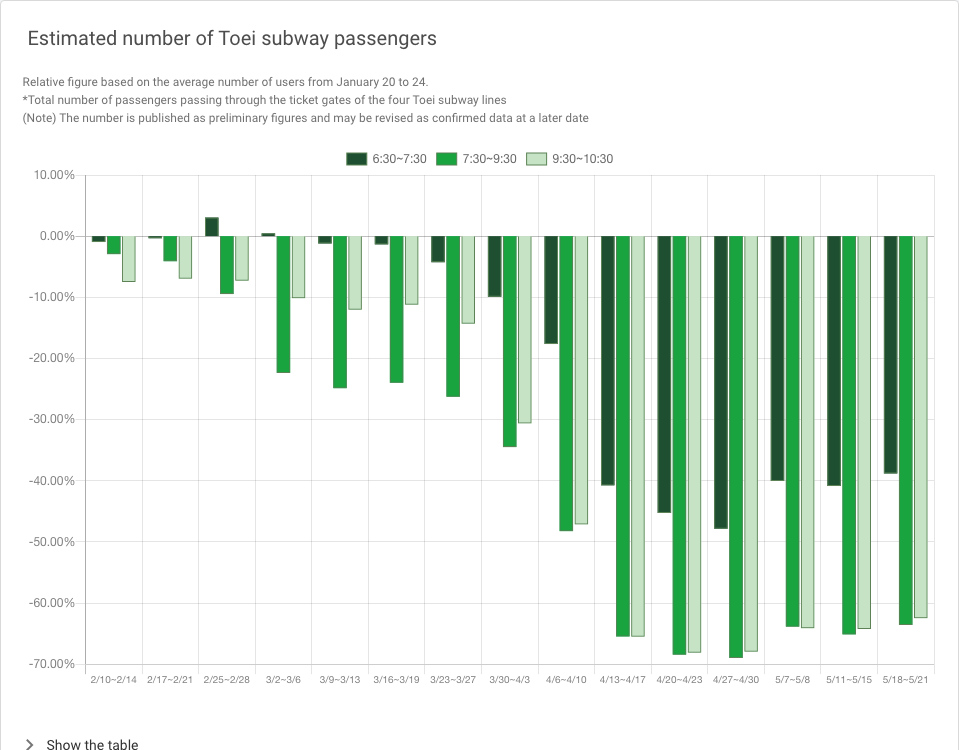 Estimated number of Toei subway passengers
Relative figure based on the average number of users from January 20 to 24.
*Total number of passengers passing through the ticket gates of the four Toei subway lines
(Note) The number is published as preliminary figures and may be revised as confirmed data at a later date
6:30~7:30 7:30~9:30 9:30~10:30
10.00%
0.00%
-10.00%
-20.00%
-30.00%
-40.00%
-50.00%
-60.00%
-70.00%
2/10~2/14 2/17~2/21 2/25~2/28 3/2~3/6 3/9~3/13 3/16~3/19 3/23~3/27 3/30~4/3 4/6~4/10 4/13~4/17 4/20~4/23 4/27~4/30 5/7~5/8 5/11~5/15 5/18~5/21
Show the table